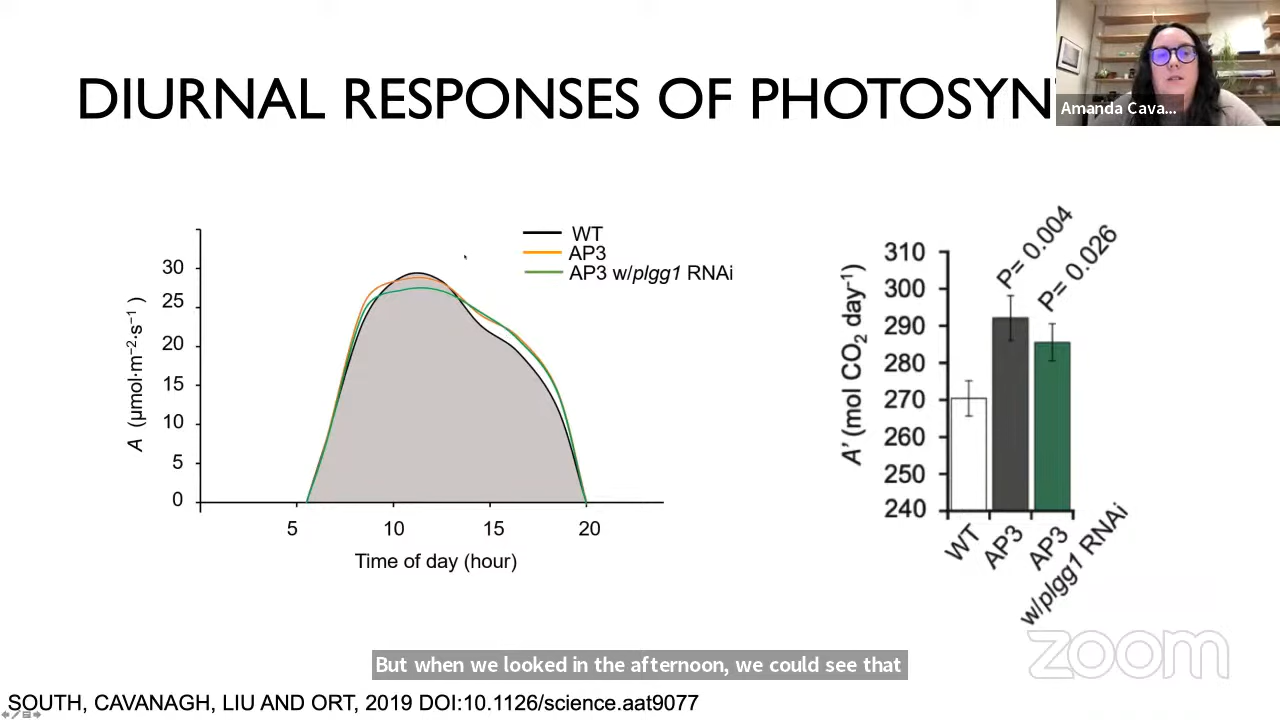 DIURNAL RESPONSES OF PHOTOSYN
Amanda Cava...
WT
AP3
AP3 w/plgg1 RNAi
30
25
20
15
10
5
0
A (μmol·m⁻²·s⁻¹ )
5 10 15 20
Time of day (hour)
P= 0.004
P= 0.026
310
300
290
280
270
260
250
240
A’ (mol CO₂ day⁻¹)
WT
AP3
AP3
w/plgg1 RNAi
zoom
But when we looked in the afternoon, we could see that
SOUTH, CAVANAGH, LIU AND ORT, 2019 DOI:10.1126/science.aat9077